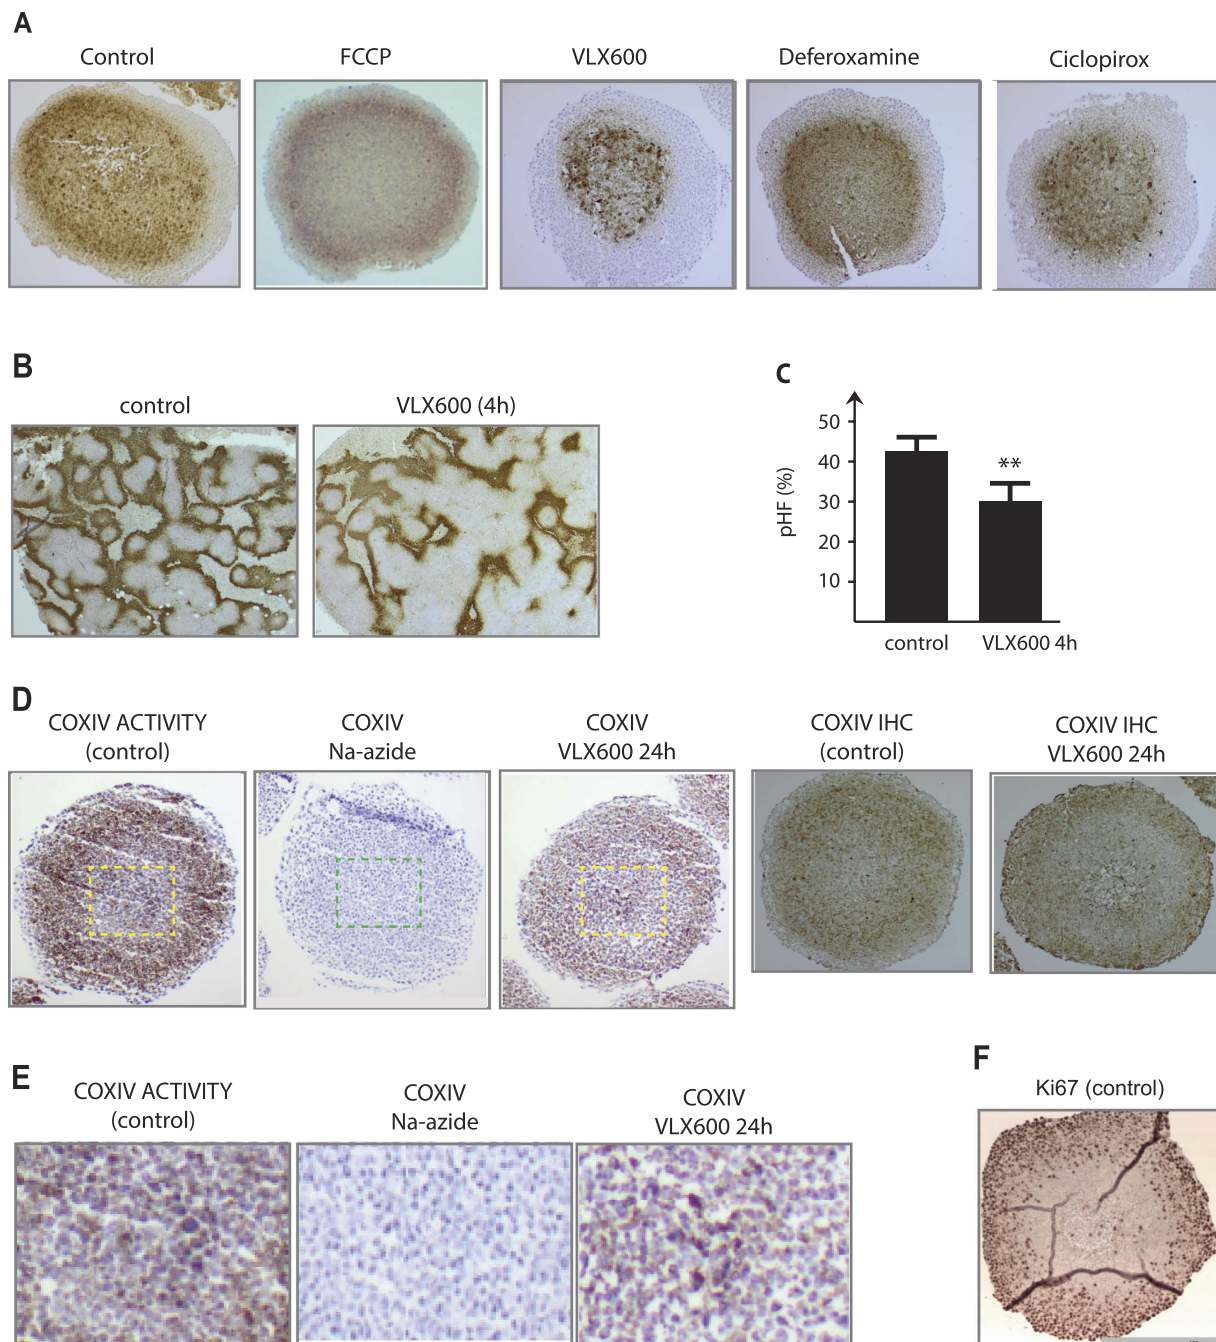 A
Control
FCCP
VLX600
Deferoxamine
Ciclopirox
B
control
VLX600 (4h)
C
pHF (%)
50
40
30
20
10
**
control
VLX600 4h
D
COXIV ACTIVITY
(control)
COXIV
Na-azide
COXIV
VLX600 24h
COXIV IHC
(control)
COXIV IHC
VLX600 24h
E
COXIV ACTIVITY
(control)
COXIV
Na-azide
COXIV
VLX600 24h
F
Ki67 (control)